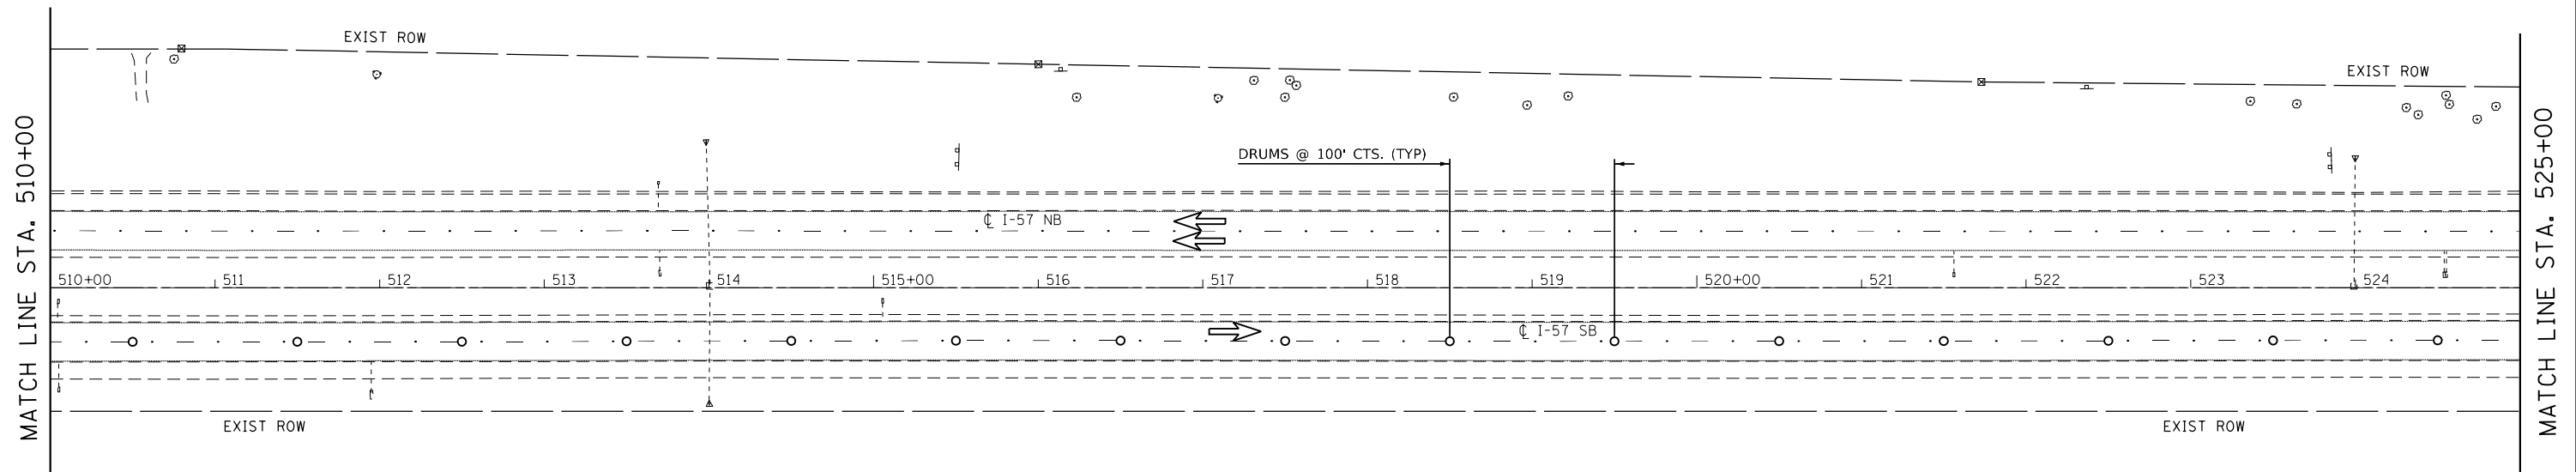 EXIST ROW
EXIST ROW
MATCH LINE STA. 510+00
MATCH LINE STA. 525+00
DRUMS @ 100' CTS. (TYP)
℄ I-57 NB
510+00 511 512 513 514 515+00 516 517 518 519 520+00 521 522 523 524
℄ I-57 SB
EXIST ROW
EXIST ROW